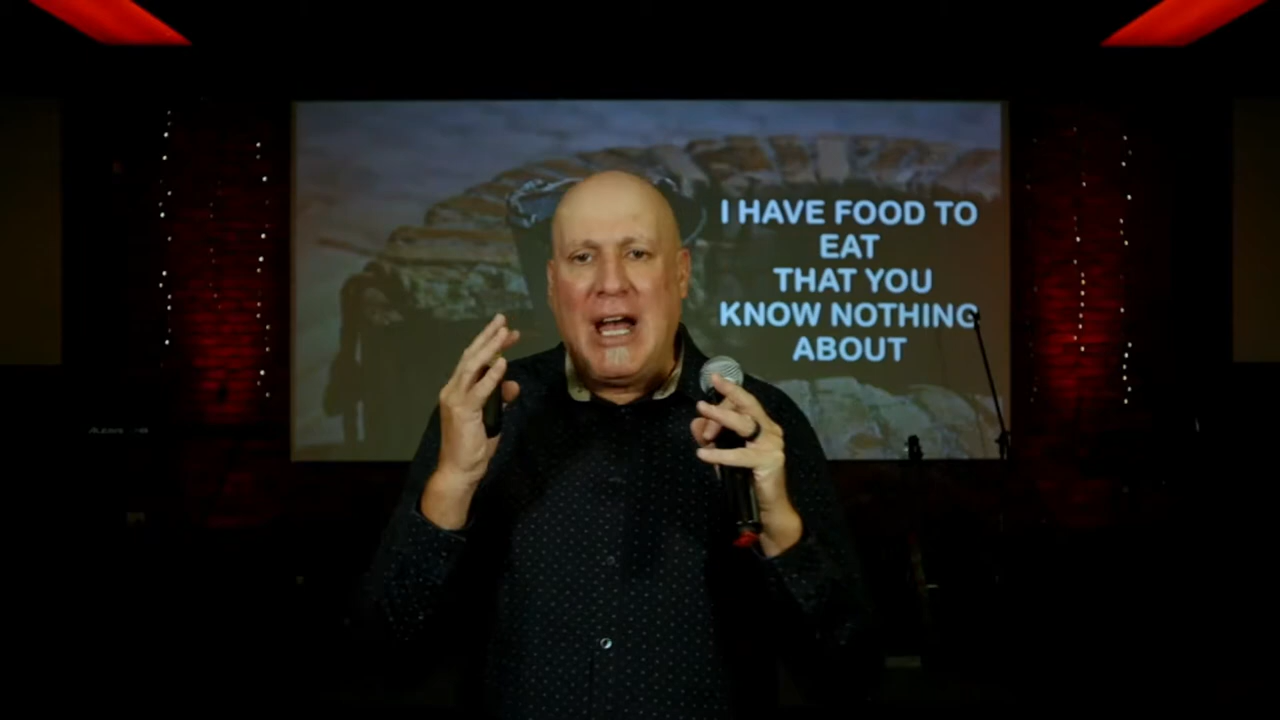 I HAVE FOOD TO
EAT
THAT YOU
KNOW NOTHING
ABOUT